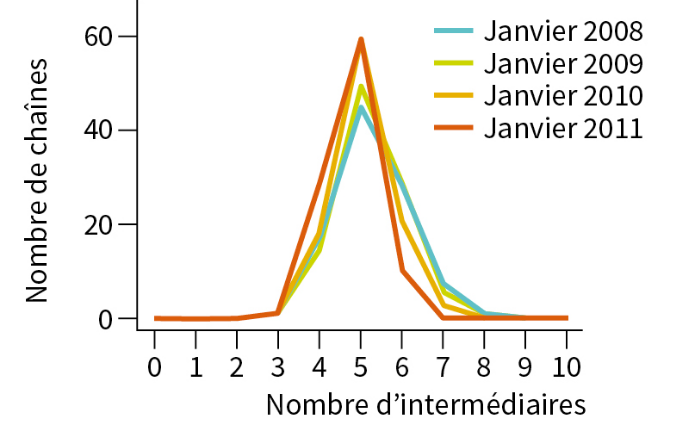 Nombre de chaînes
60
40
20
0
Janvier 2008
Janvier 2009
Janvier 2010
Janvier 2011
0 1 2 3 4 5 6 7 8 9 10
Nombre d’intermédiaires